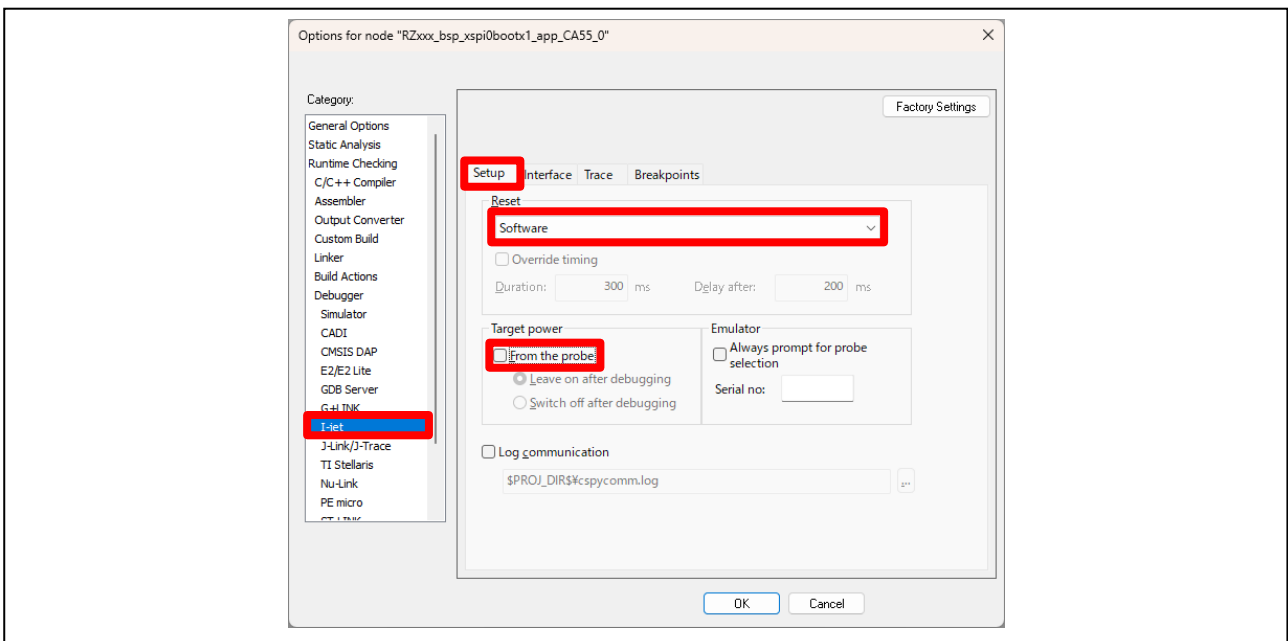 Options for node "RZxxx_bsp_xspi0bootx1_app_CA55_0"
Category:
General Options
Static Analysis
Runtime Checking
C/C++ Compiler
Assembler
Output Converter
Custom Build
Linker
Build Actions
Debugger
Simulator
CADI
CMSIS DAP
E2/E2 Lite
GDB Server
G+LINK
I-jet
J-Link/J-Trace
TI Stellaris
Nu-Link
PE micro
ST-LINK
Factory Settings
Setup Interface Trace Breakpoints
Reset
Software
Override timing
Duration: 300 ms Delay after: 200 ms
Target power
From the probe
Leave on after debugging
Switch off after debugging
Emulator
Always prompt for probe
selection
Serial no:
Log communication
$PROJ_DIR$¥cspycomm.log
...
OK Cancel